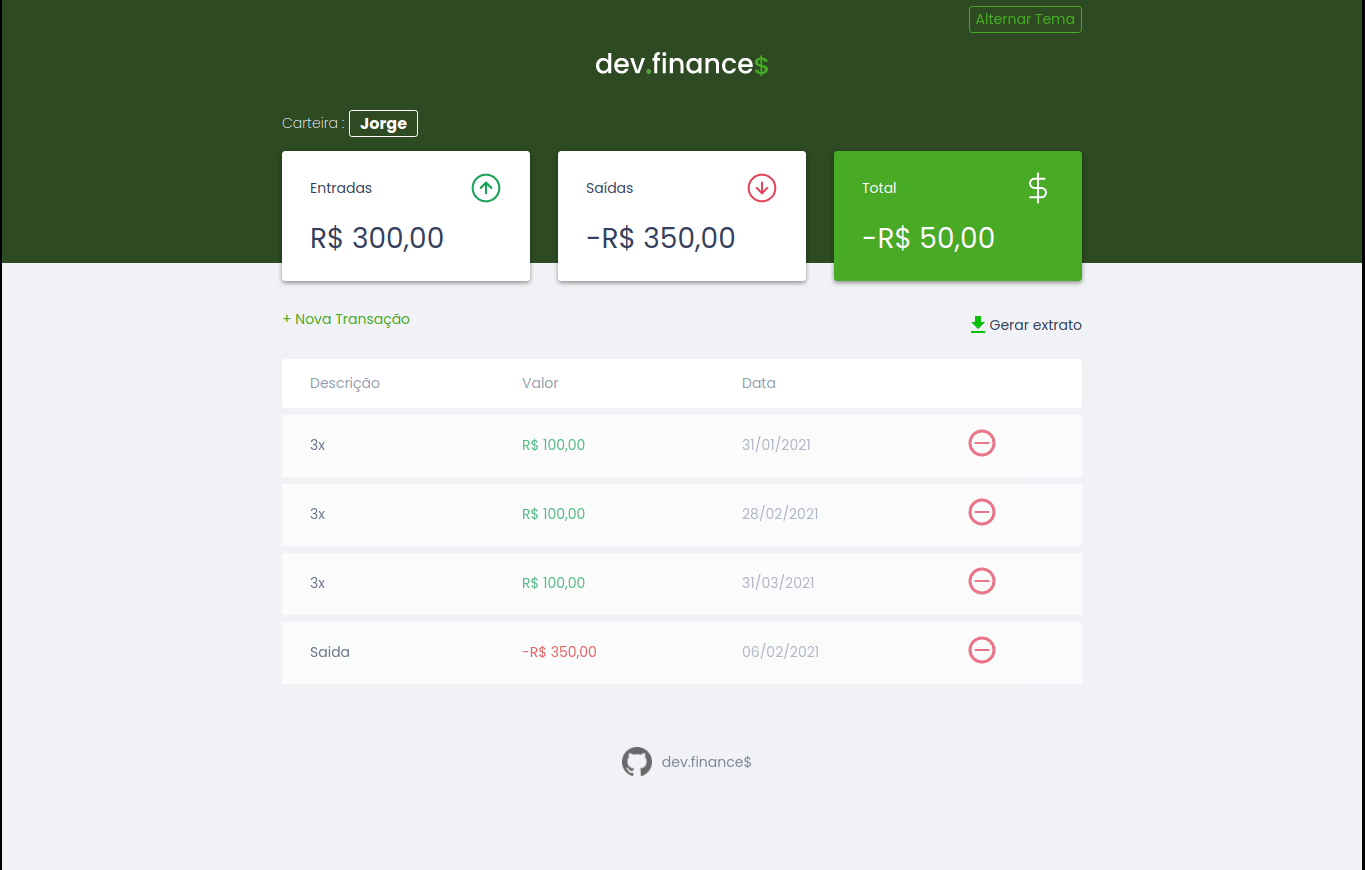 Alternar Tema
dev.finance$
Carteira : Jorge
Entradas
R$ 300,00
Saídas
-R$ 350,00
Total
-R$ 50,00
+ Nova Transação
Gerar extrato
Descrição Valor Data
3x R$ 100,00 31/01/2021
3x R$ 100,00 28/02/2021
3x R$ 100,00 31/03/2021
Saida -R$ 350,00 06/02/2021
dev.finance$